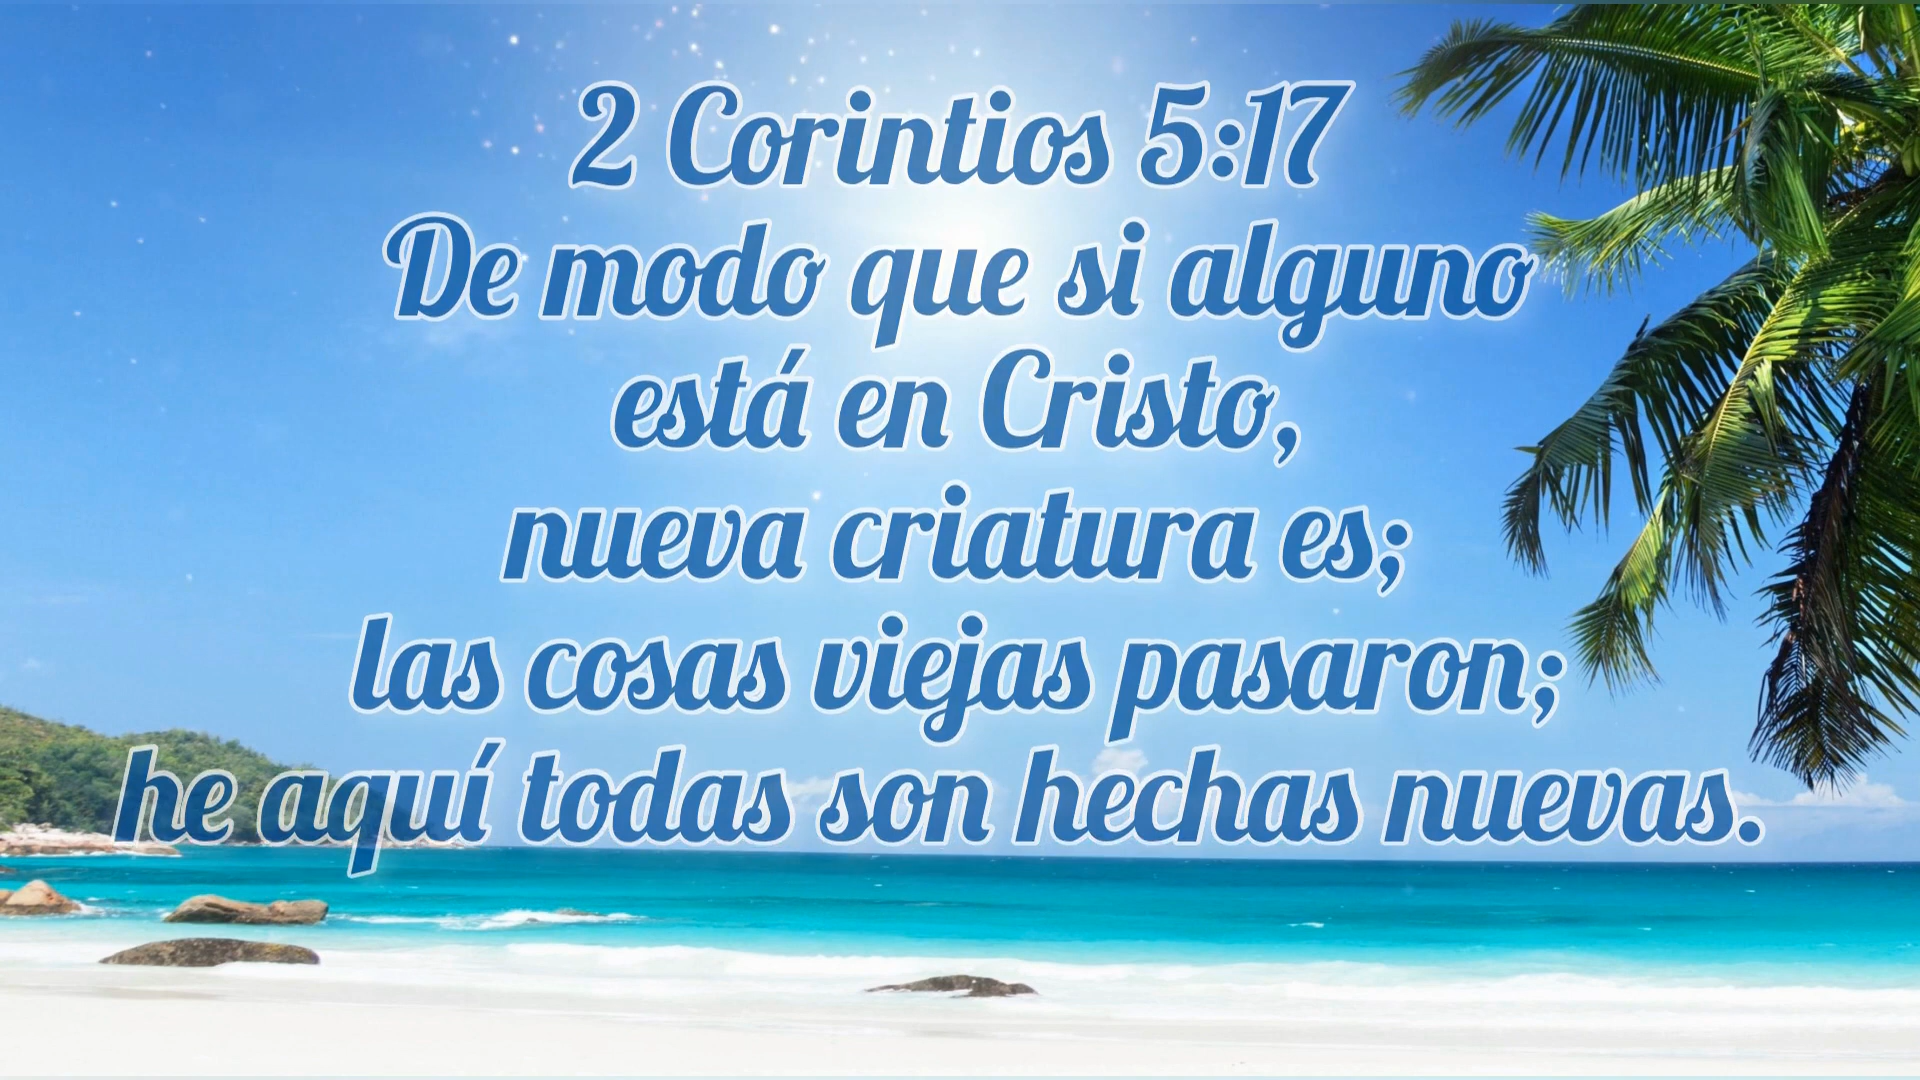 2 Corintios 5:17
De modo que si alguno
está en Cristo,
nueva criatura es;
las cosas viejas pasaron;
he aquí todas son hechas nuevas.